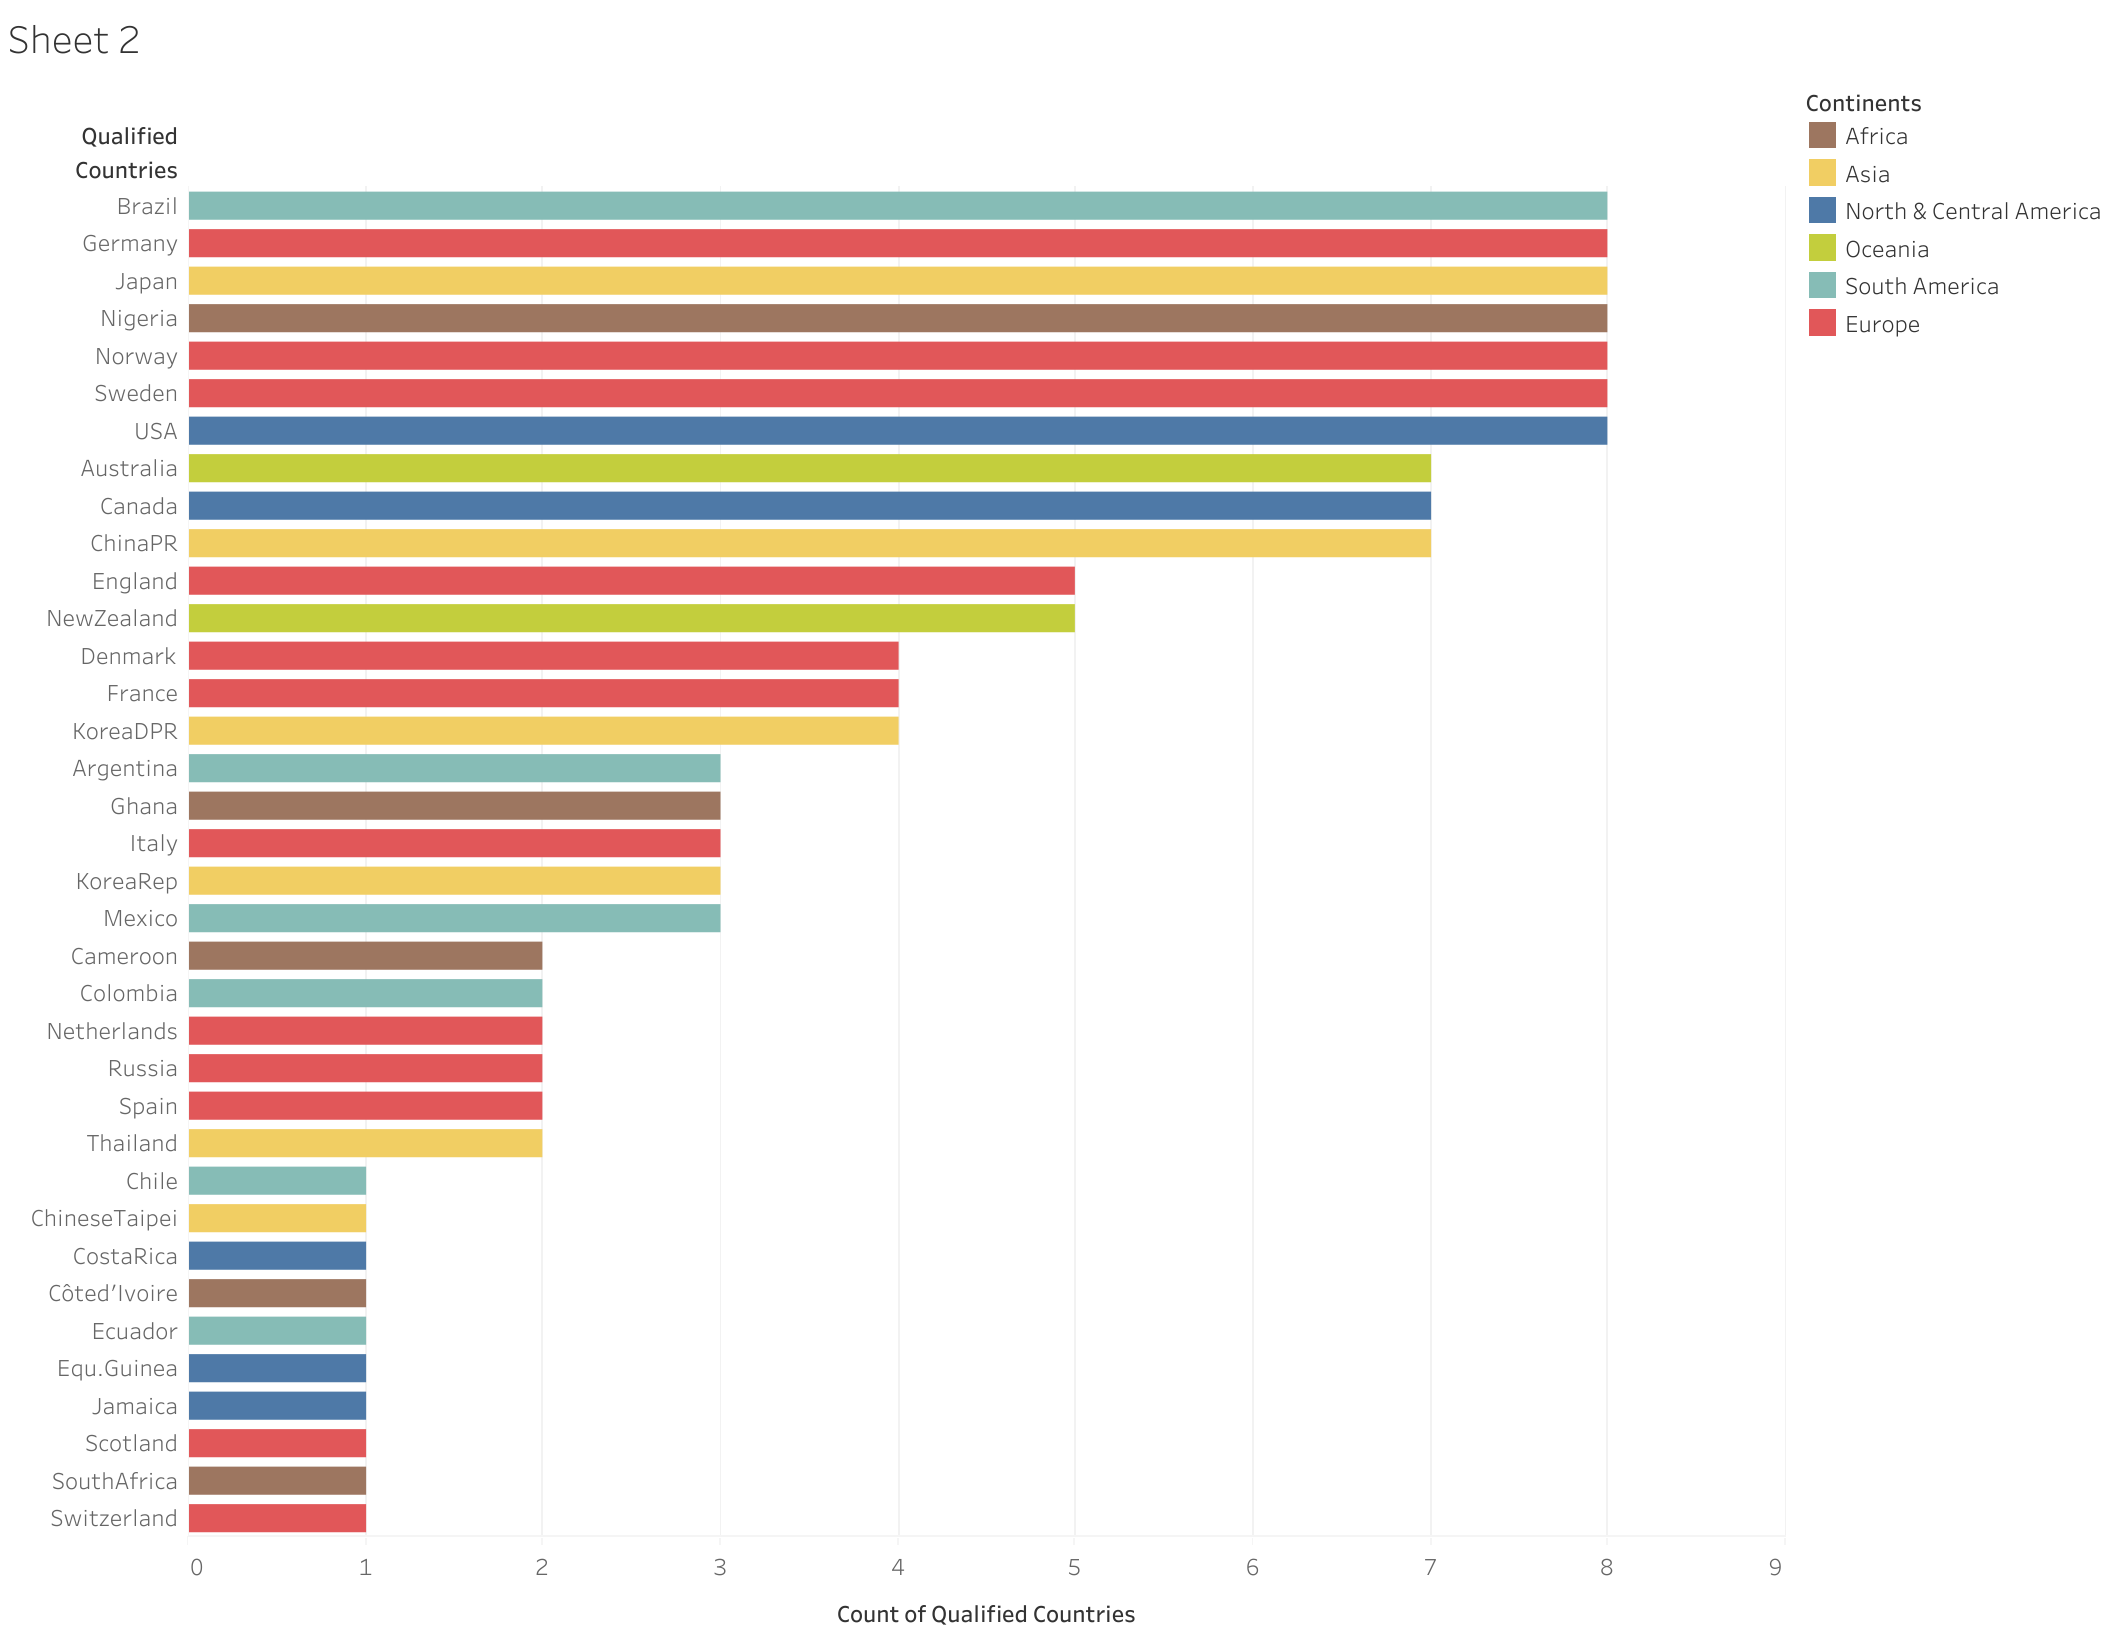 Sheet 2
Qualified
Countries
Brazil
Germany
Japan
Nigeria
Norway
Sweden
USA
Australia
Canada
ChinaPR
England
NewZealand
Denmark
France
KoreaDPR
Argentina
Ghana
Italy
KoreaRep
Mexico
Cameroon
Colombia
Netherlands
Russia
Spain
Thailand
Chile
ChineseTaipei
CostaRica
Côted’Ivoire
Ecuador
Equ.Guinea
Jamaica
Scotland
SouthAfrica
Switzerland
0 1 2 3 4 5 6 7 8 9
Count of Qualified Countries
Continents
Africa
Asia
North & Central America
Oceania
South America
Europe